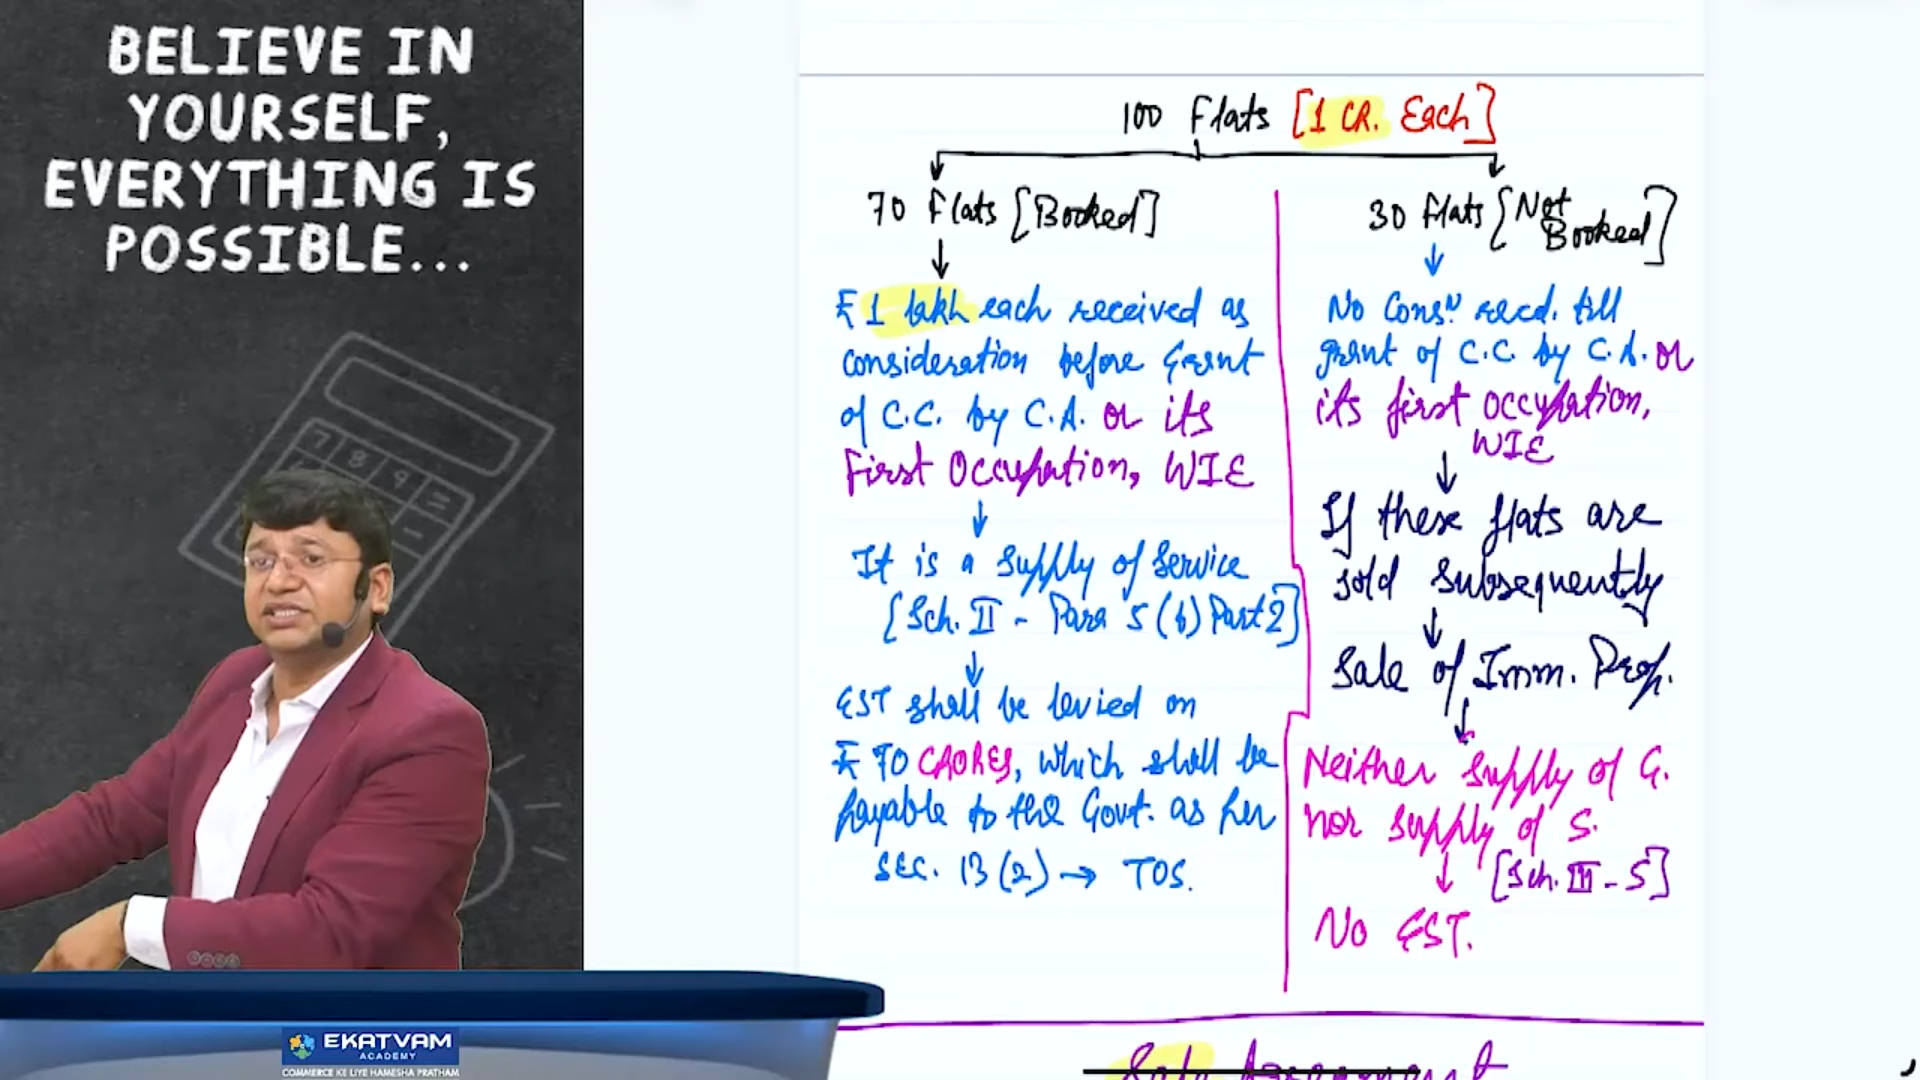 BELIEVE IN
YOURSELF,
EVERYTHING IS
POSSIBLE...
100 Flats [1 CR. Each]
70 Flats [Booked]
₹ 1 lakh each received as
consideration before Grant
of C.C. by C.A. or its
First Occupation, WIE
It is a Supply of Service
[Sch. II - Para 5 (b) Part 2]
GST shall be levied on
₹ 70 CRORES, which shall be
payable to the Govt. as per
SEC. 13 (2) → TOS.
30 Flats [Not
Booked]
No Consn. recd. till
grant of C.C. by C.A. or
its first occupation,
WIE
If these flats are
sold subsequently
Sale of Imm. Prop.
Neither Supply of G.
nor supply of S.
[Sch. III - 5]
No GST.
Sale Agreement
7 8 9
EKATVAM
ACADEMY
COMMERCE KE LIYE HAMESHA PRATHAM